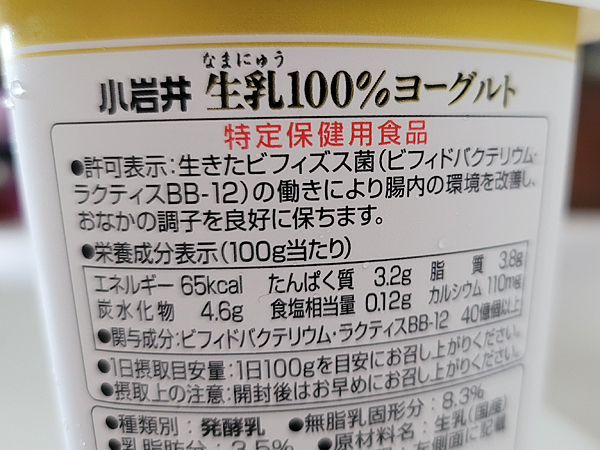 なまにゅう
小岩井 生乳100%ヨーグルト
特定保健用食品
●許可表示:生きたビフィズス菌(ビフィドバクテリウム・
ラクティスBB-12)の働きにより腸内の環境を改善し、
おなかの調子を良好に保ちます。
●栄養成分表示(100g当たり)
エネルギー 65kcal たんぱく質 3.2g 脂質 3.8g
炭水化物 4.6g 食塩相当量 0.12g カルシウム 110mg
●関与成分:ビフィドバクテリウム・ラクティスBB-12 40億個以上
●1日摂取目安量:1日100gを目安にお召し上がりください。
●摂取上の注意:開封後はお早めにお召し上がりください。
●種類別:発酵乳 ●無脂乳固形分:8.3%
●乳脂肪分:3.5% ●原材料名:生乳(国産)
左側面に記載